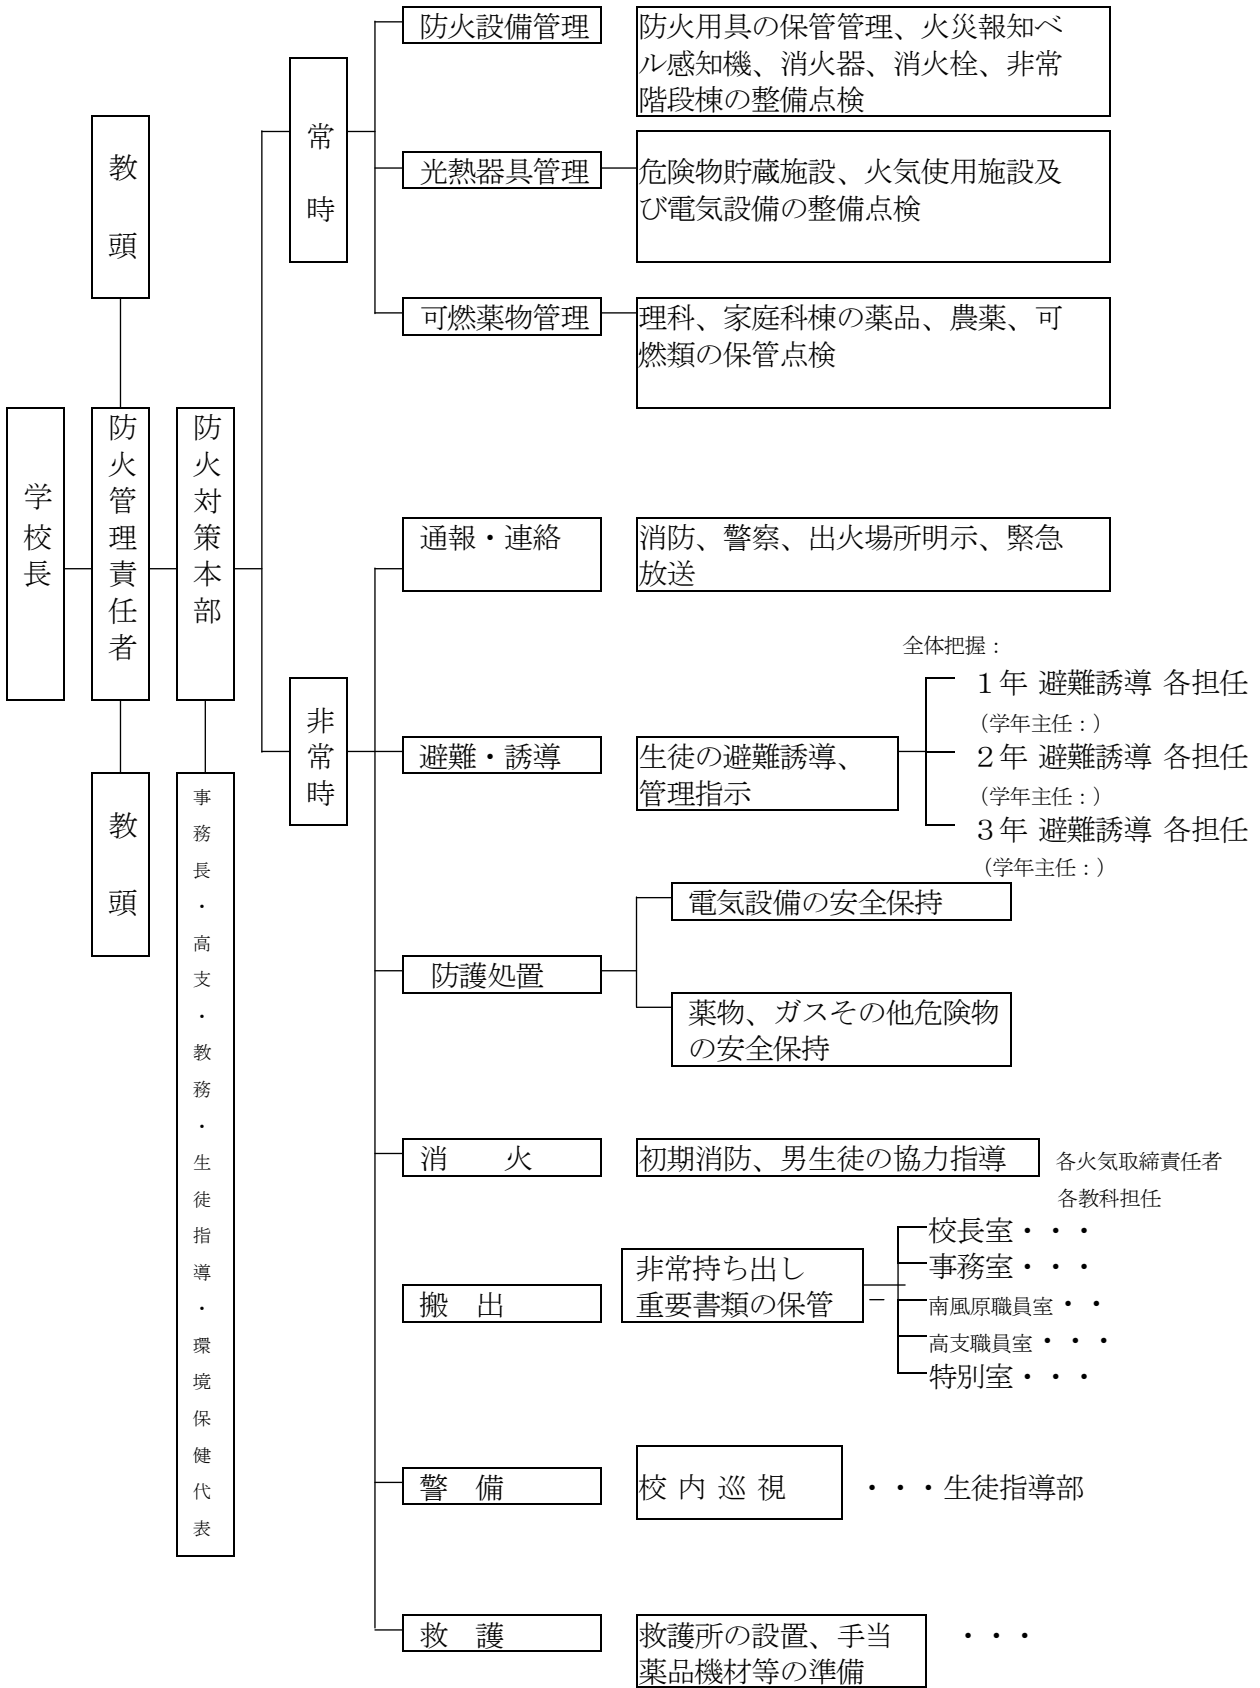 学校長
教頭
防火管理責任者
教頭
防火対策本部
事務長・高支・教務・生徒指導・環境保健代表
常時
防火設備管理
防火用具の保管管理、火災報知ベ
ル感知機、消火器、消火栓、非常
階段棟の整備点検
光熱器具管理
危険物貯蔵施設、火気使用施設及
び電気設備の整備点検
可燃薬物管理
理科、家庭科棟の薬品、農薬、可
燃類の保管点検
非常時
通報・連絡
消防、警察、出火場所明示、緊急
放送
避難・誘導
生徒の避難誘導、
管理指示
全体把握：
１年 避難誘導 各担任
（学年主任：）
２年 避難誘導 各担任
（学年主任：）
３年 避難誘導 各担任
（学年主任：）
防護処置
電気設備の安全保持
薬物、ガスその他危険物
の安全保持
消　　火
初期消防、男生徒の協力指導
各火気取締責任者
各教科担任
搬　出
非常持ち出し
重要書類の保管
校長室・・・
事務室・・・
南風原職員室・・
高支職員室・・・
特別室・・・
警　備
校 内 巡 視
・・・生徒指導部
救　護
救護所の設置、手当
薬品機材等の準備
・・・